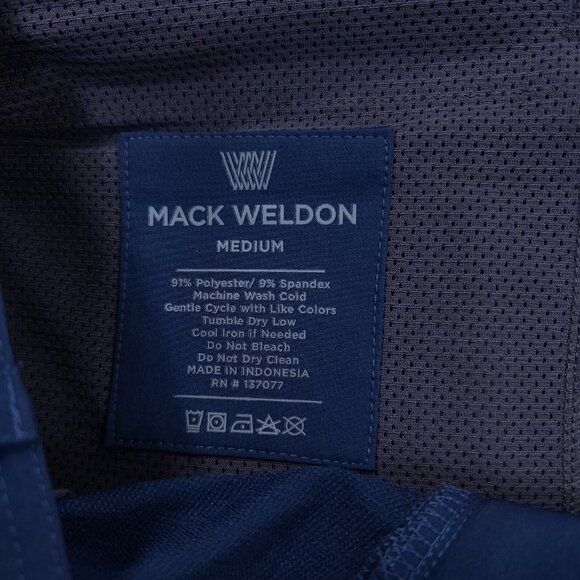 MACK WELDON
MEDIUM
91% Polyester/ 9% Spandex
Machine Wash Cold
Gentle Cycle with Like Colors
Tumble Dry Low
Cool Iron if Needed
Do Not Bleach
Do Not Dry Clean
MADE IN INDONESIA
RN # 137077